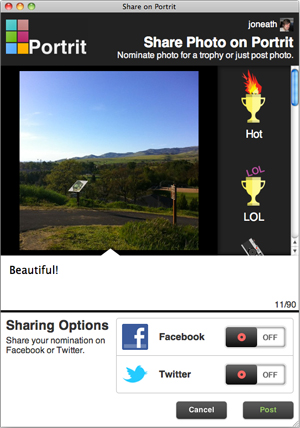 Share on Portrit
joneath
Portrit
Share Photo on Portrit
Nominate photo for a trophy or just post photo.
Hot
LOL
LOL
Beautiful!
11/90
Sharing Options
Share your nomination on
Facebook or Twitter.
f
Facebook
OFF
Twitter
OFF
Cancel
Post